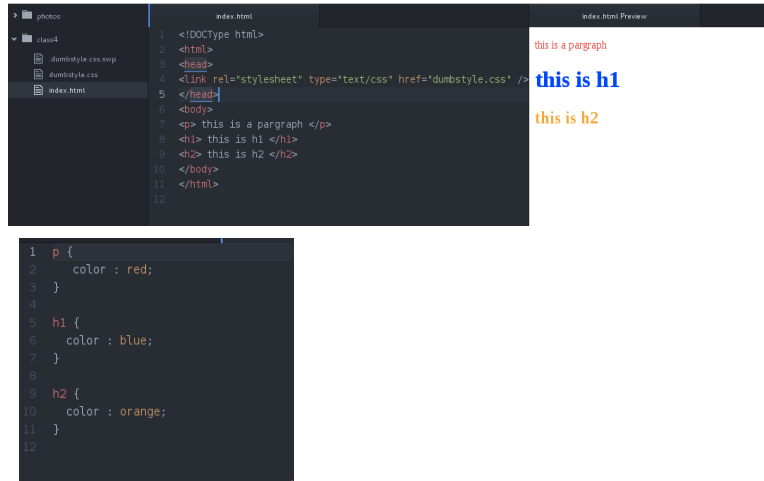 photos
class4
.dumbstyle.css.swp
dumbstyle.css
index.html
index.html
1 <!DOCType html>
2 <html>
3 <head>
4 <link rel="stylesheet" type="text/css" href="dumbstyle.css" />
5 </head>
6 <body>
7 <p> this is a pargraph </p>
8 <h1> this is h1 </h1>
9 <h2> this is h2 </h2>
10 </body>
11 </html>
12
index.html Preview
this is a pargraph
this is h1
this is h2
1 p {
2 color : red;
3 }
4
5 h1 {
6 color : blue;
7 }
8
9 h2 {
10 color : orange;
11 }
12